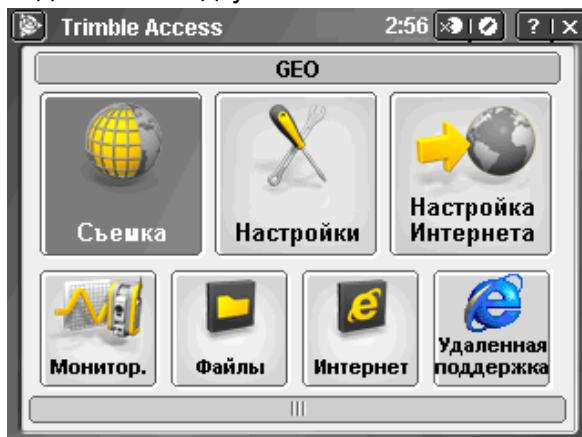 Trimble Access 2:56 ? X
GEO
Съемка
Настройки
Настройка
Интернета
Монитор.
Файлы
Интернет
Удаленная
поддержка